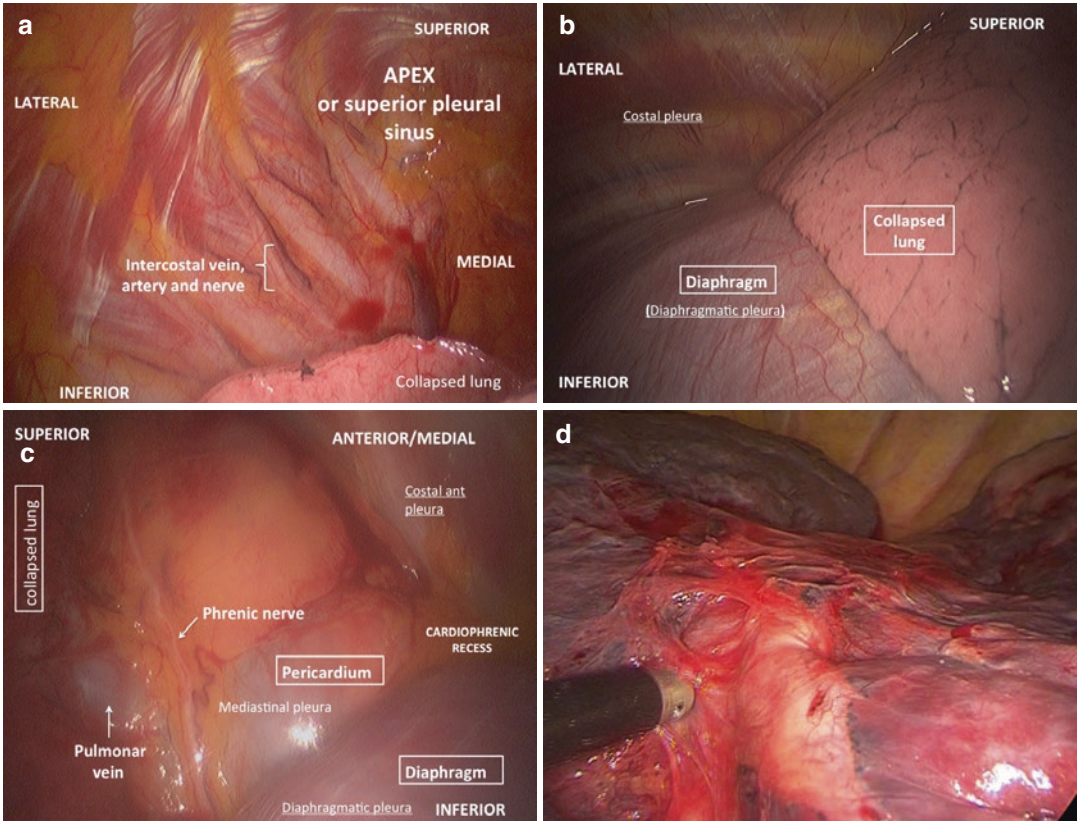 a
SUPERIOR
LATERAL
APEX
or superior pleural
sinus
Intercostal vein,
artery and nerve
MEDIAL
INFERIOR
Collapsed lung
b
SUPERIOR
LATERAL
Costal pleura
Collapsed
lung
Diaphragm
(Diaphragmatic pleura)
INFERIOR
SUPERIOR
c
ANTERIOR/MEDIAL
collapsed lung
Costal ant
pleura
Phrenic nerve
CARDIOPHRENIC
RECESS
Pericardium
Mediastinal pleura
Pulmonar
vein
Diaphragm
Diaphragmatic pleura
INFERIOR
d